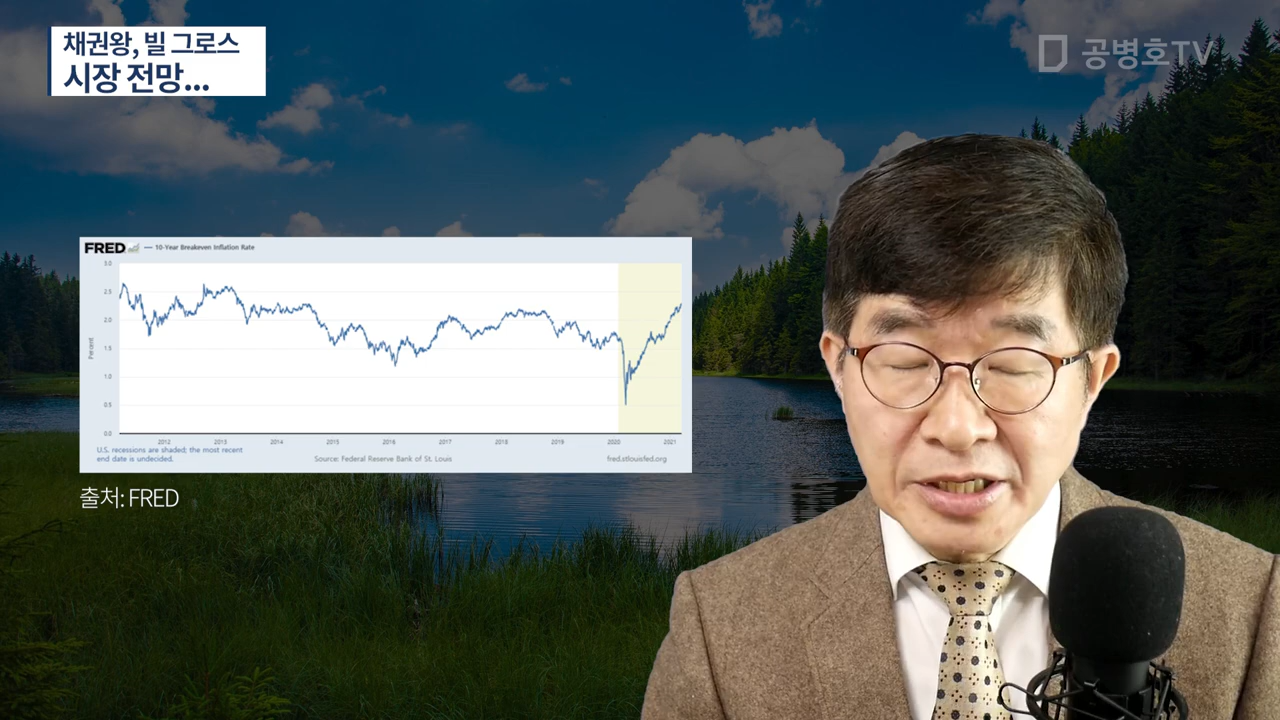 채권왕, 빌 그로스
시장 전망...
공병호TV
FRED — 10-Year Breakeven Inflation Rate
3.0
2.5
2.0
1.5
1.0
0.5
0.0
Percent
2012 2013 2014 2015 2016 2017 2018 2019 2020 2021
U.S. recessions are shaded; the most recent
end date is undecided.
Source: Federal Reserve Bank of St. Louis
fred.stlouisfed.org
출처: FRED